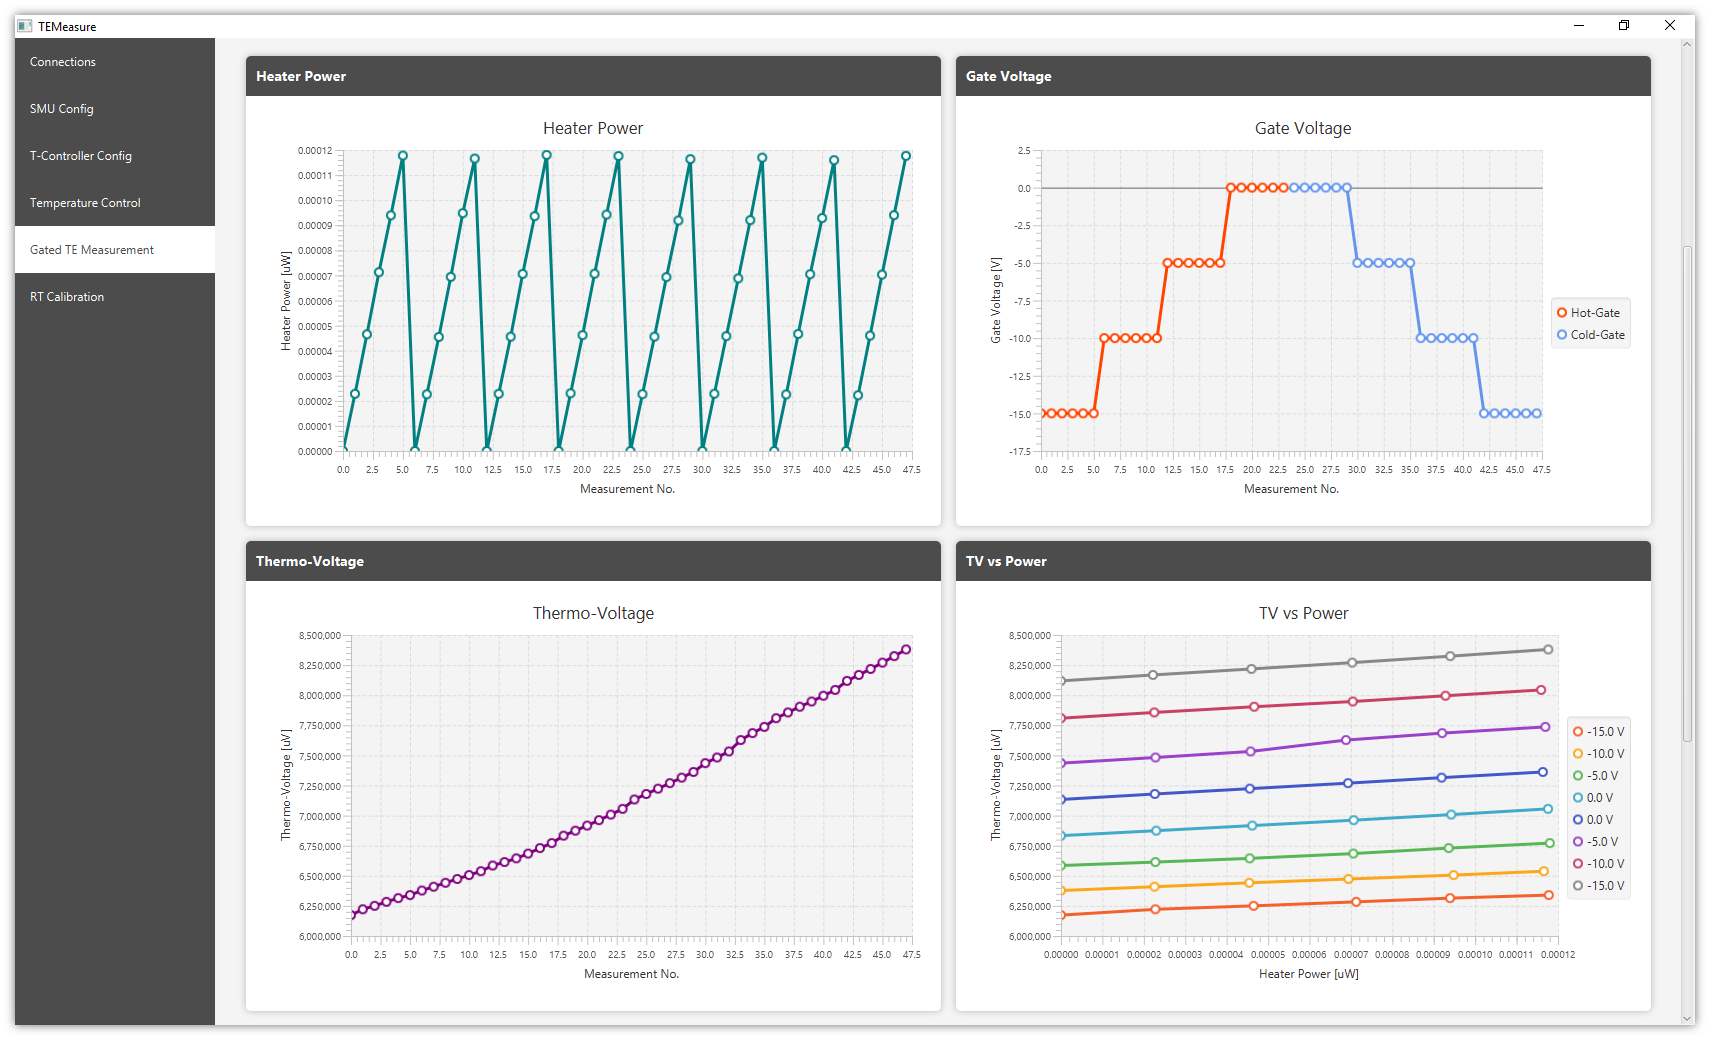 TEMeasure
Connections
SMU Config
T-Controller Config
Temperature Control
Gated TE Measurement
RT Calibration
Heater Power
Heater Power
0.00012
0.00011
0.00010
0.00009
0.00008
0.00007
0.00006
0.00005
0.00004
0.00003
0.00002
0.00001
0.00000
Heater Power [uW]
0.0 2.5 5.0 7.5 10.0 12.5 15.0 17.5 20.0 22.5 25.0 27.5 30.0 32.5 35.0 37.5 40.0 42.5 45.0 47.5
Measurement No.
Gate Voltage
Gate Voltage
2.5
0.0
-2.5
-5.0
-7.5
-10.0
-12.5
-15.0
-17.5
Gate Voltage [V]
0.0 2.5 5.0 7.5 10.0 12.5 15.0 17.5 20.0 22.5 25.0 27.5 30.0 32.5 35.0 37.5 40.0 42.5 45.0 47.5
Measurement No.
Hot-Gate
Cold-Gate
Thermo-Voltage
Thermo-Voltage
8,500,000
8,250,000
8,000,000
7,750,000
7,500,000
7,250,000
7,000,000
6,750,000
6,500,000
6,250,000
6,000,000
Thermo-Voltage [uV]
0.0 2.5 5.0 7.5 10.0 12.5 15.0 17.5 20.0 22.5 25.0 27.5 30.0 32.5 35.0 37.5 40.0 42.5 45.0 47.5
Measurement No.
TV vs Power
TV vs Power
8,500,000
8,250,000
8,000,000
7,750,000
7,500,000
7,250,000
7,000,000
6,750,000
6,500,000
6,250,000
6,000,000
Thermo-Voltage [uV]
0.00000 0.00001 0.00002 0.00003 0.00004 0.00005 0.00006 0.00007 0.00008 0.00009 0.00010 0.00011 0.00012
Heater Power [uW]
-15.0 V
-10.0 V
-5.0 V
0.0 V
0.0 V
-5.0 V
-10.0 V
-15.0 V